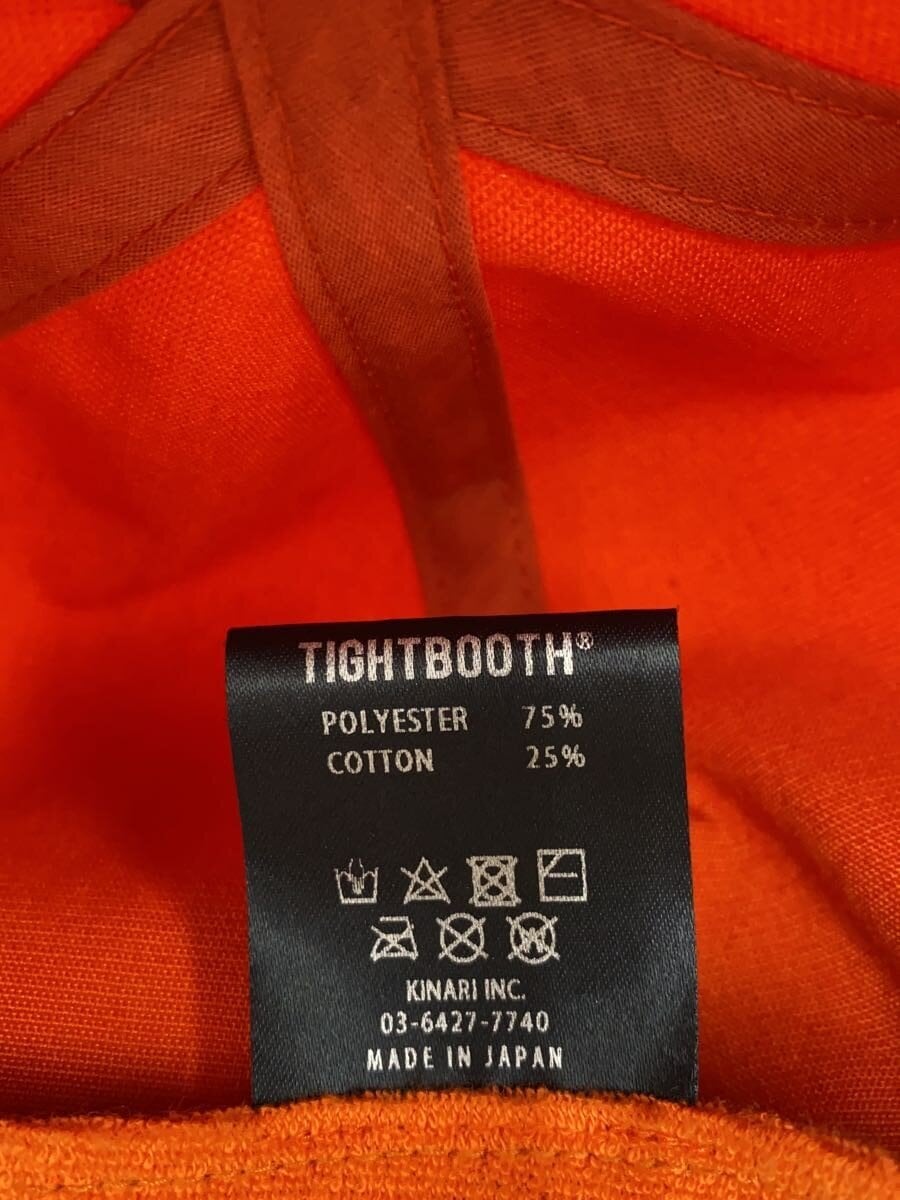 TIGHTBOOTH®
POLYESTER 75%
COTTON 25%
KINARI INC.
03-6427-7740
MADE IN JAPAN